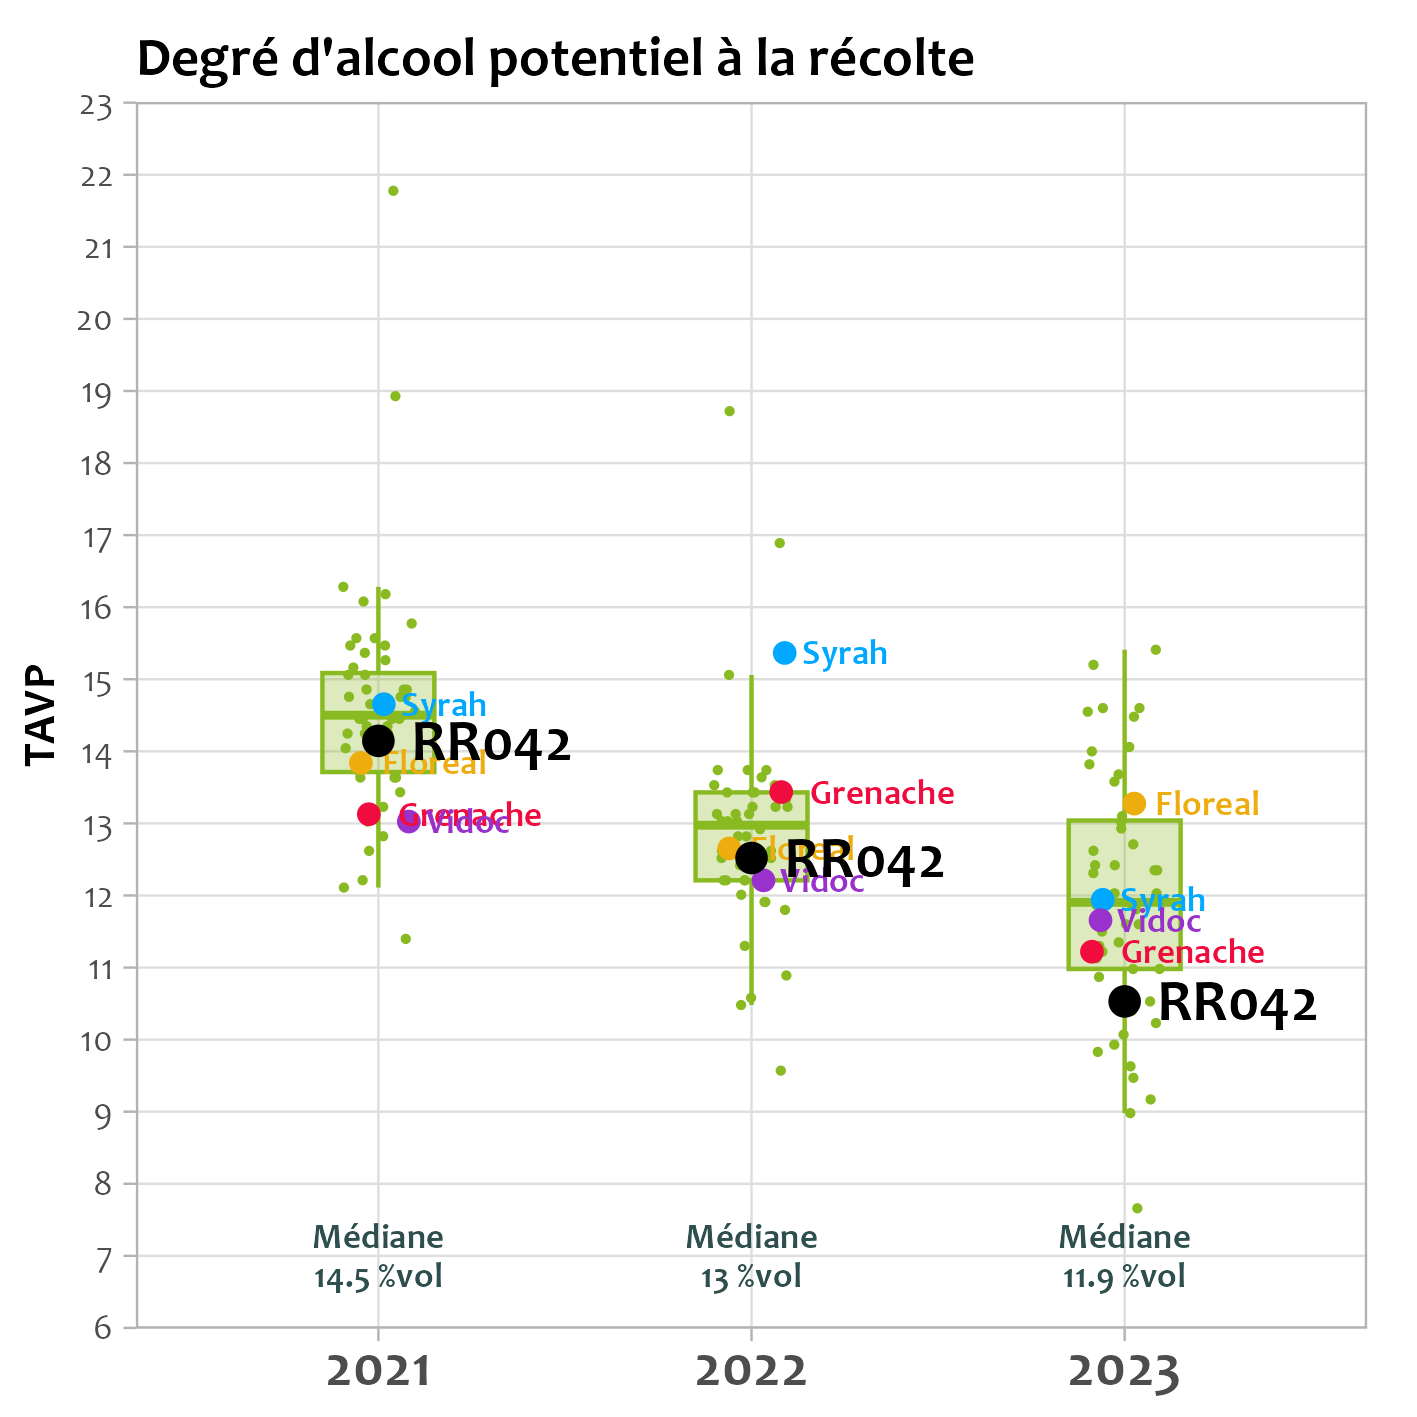 Degré d'alcool potentiel à la récolte
TAVP
23
22
21
20
19
18
17
16
15
14
13
12
11
10
9
8
7
6
Syrah
RR042
Floreal
Grenache
Vidoc
Syrah
Grenache
Floreal
RR042
Vidoc
Floreal
Syrah
Vidoc
Grenache
RR042
Médiane
14.5 %vol
Médiane
13 %vol
Médiane
11.9 %vol
2021
2022
2023